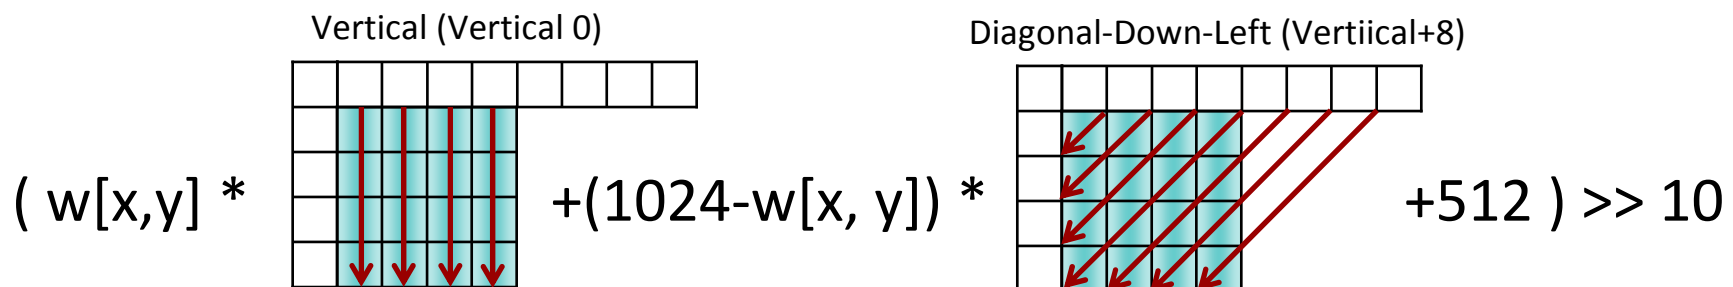 Vertical (Vertical 0)
Diagonal-Down-Left (Vertiical+8)
( w[x,y] * +(1024-w[x, y]) * +512 ) >> 10